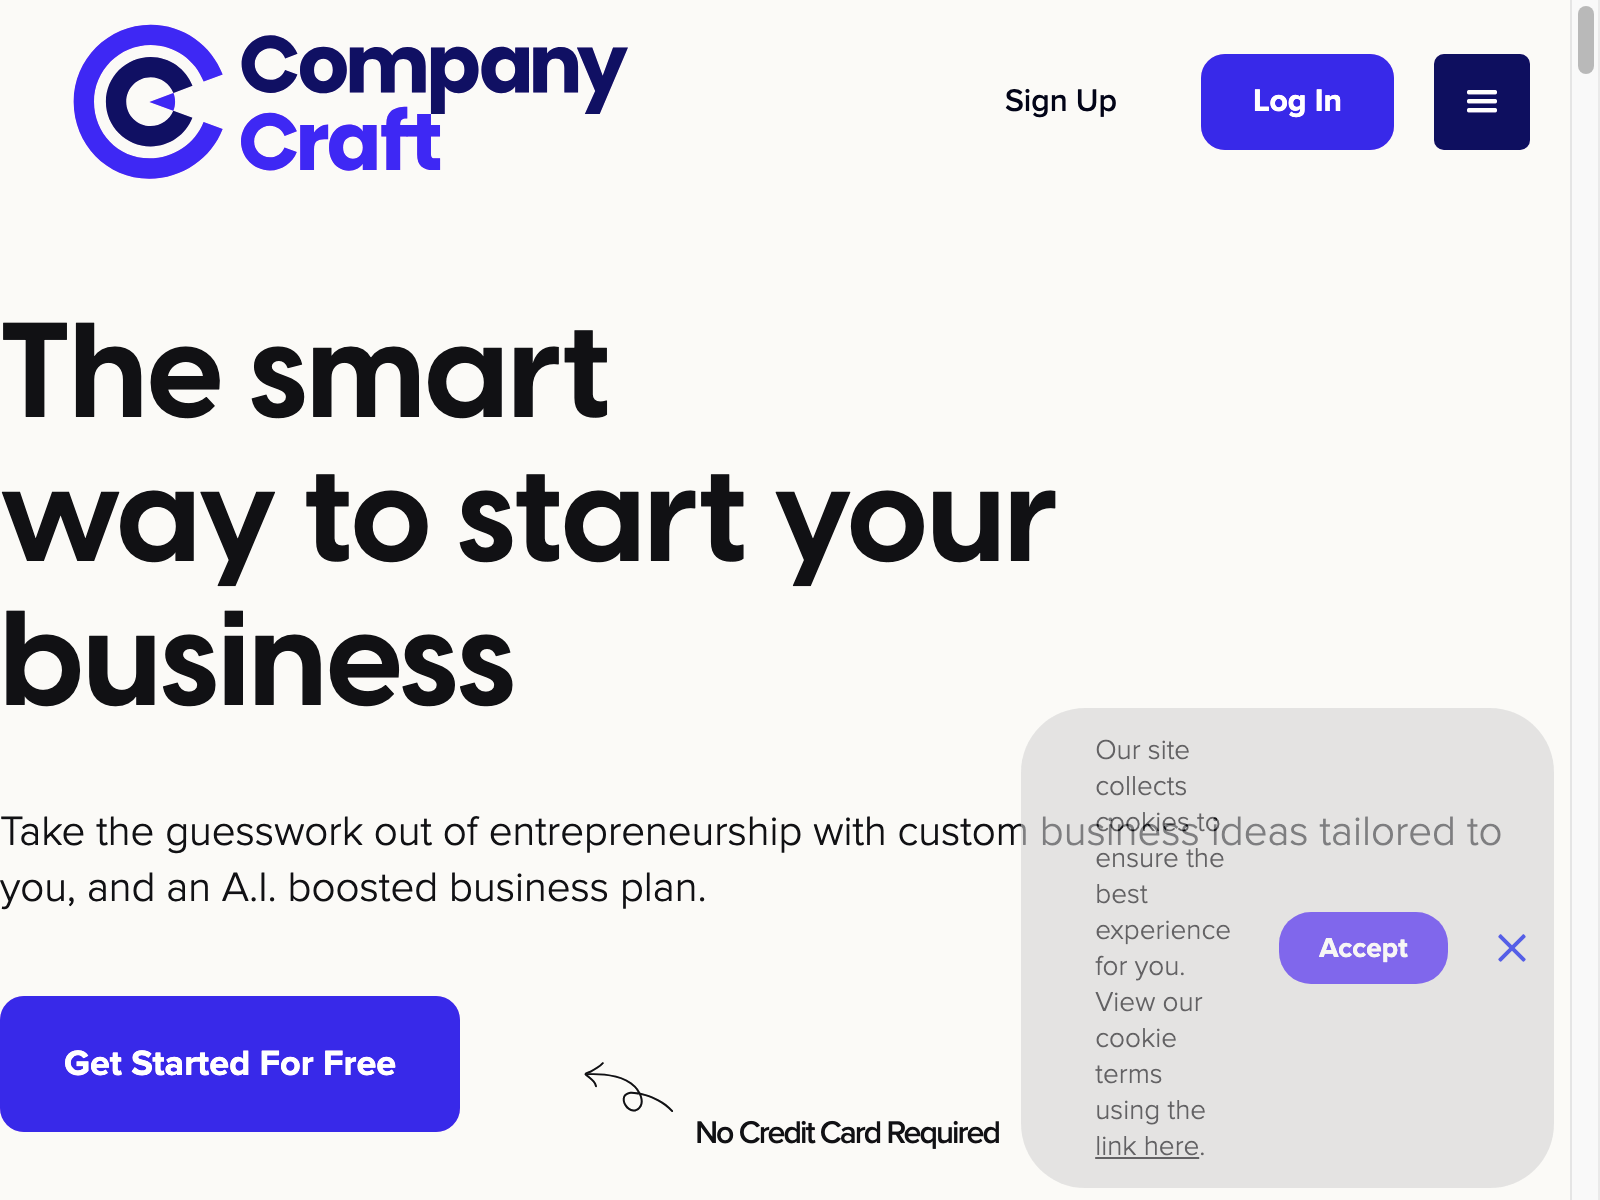 Company
Craft
Sign Up
Log In
The smart
way to start your
business
Take the guesswork out of entrepreneurship with custom business ideas tailored to
you, and an A.I. boosted business plan.
Get Started For Free
No Credit Card Required
Our site
collects
cookies to
ensure the
best
experience
for you.
View our
cookie
terms
using the
link here.
Accept